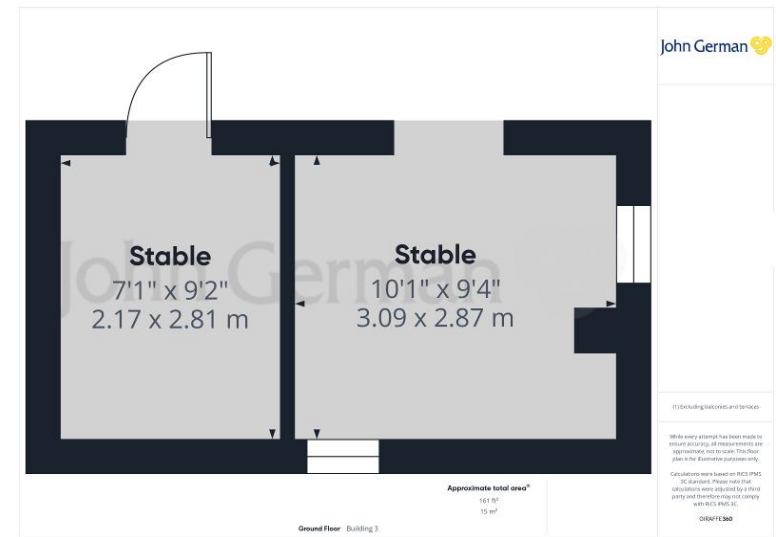 John German
Stable
7'1" x 9'2"
2.17 x 2.81 m
Stable
10'1" x 9'4"
3.09 x 2.87 m
John German
Approximate total area⁽¹⁾
161 ft²
15 m²
Ground Floor Building 3
(1) Excluding balconies and terraces
While every attempt has been made to
ensure accuracy, all measurements are
approximate, not to scale. This floor
plan is for illustrative purposes only.
Calculations were based on RICS IPMS
3C standard. Please note that
calculations were adjusted by a third
party and therefore may not comply
with RICS IPMS 3C.
GIRAFFE360